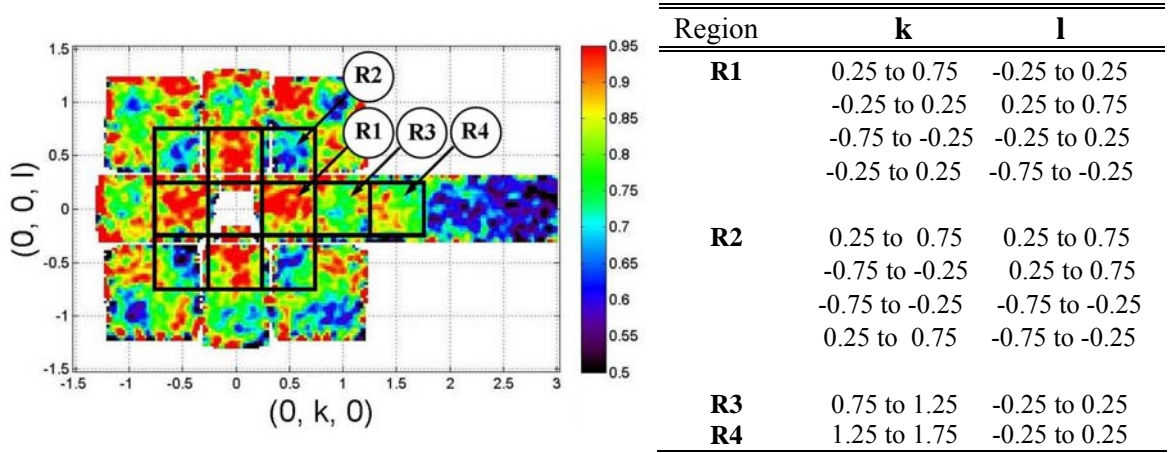 1.5
1
0.5
0
-0.5
-1
-1.5
(0, 0, l)
-1.5 -1 -0.5 0 0.5 1 1.5 2 2.5 3
(0, k, 0)
R2
R1 R3 R4
0.95
0.9
0.85
0.8
0.75
0.7
0.65
0.6
0.55
0.5
Region k l
R1 0.25 to 0.75 -0.25 to 0.25
-0.25 to 0.25 0.25 to 0.75
-0.75 to -0.25 -0.25 to 0.25
-0.25 to 0.25 -0.75 to -0.25
R2 0.25 to 0.75 0.25 to 0.75
-0.75 to -0.25 0.25 to 0.75
-0.75 to -0.25 -0.75 to -0.25
0.25 to 0.75 -0.75 to -0.25
R3 0.75 to 1.25 -0.25 to 0.25
R4 1.25 to 1.75 -0.25 to 0.25